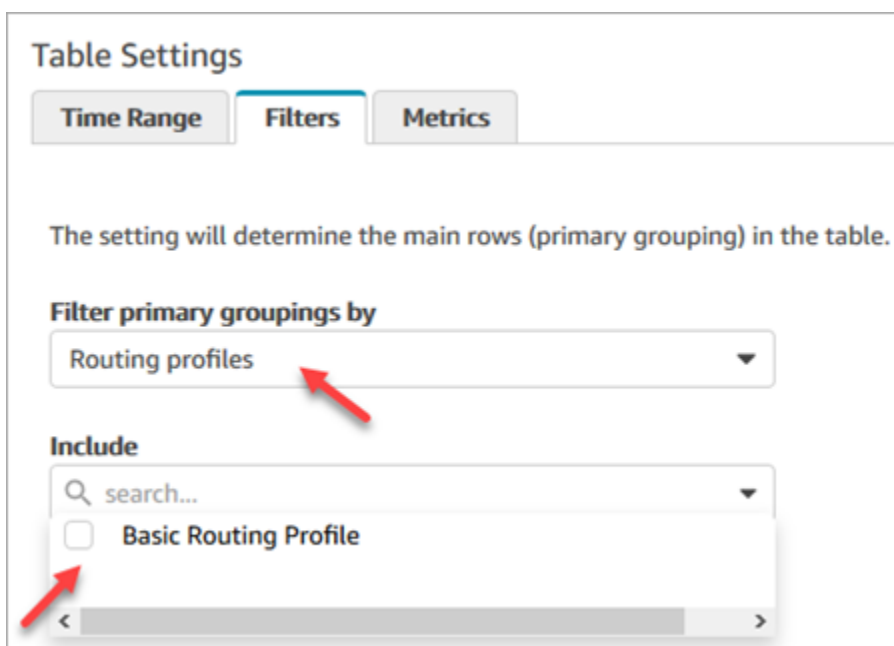 Table Settings
Time Range Filters Metrics
The setting will determine the main rows (primary grouping) in the table.
Filter primary groupings by
Routing profiles
Include
search...
Basic Routing Profile